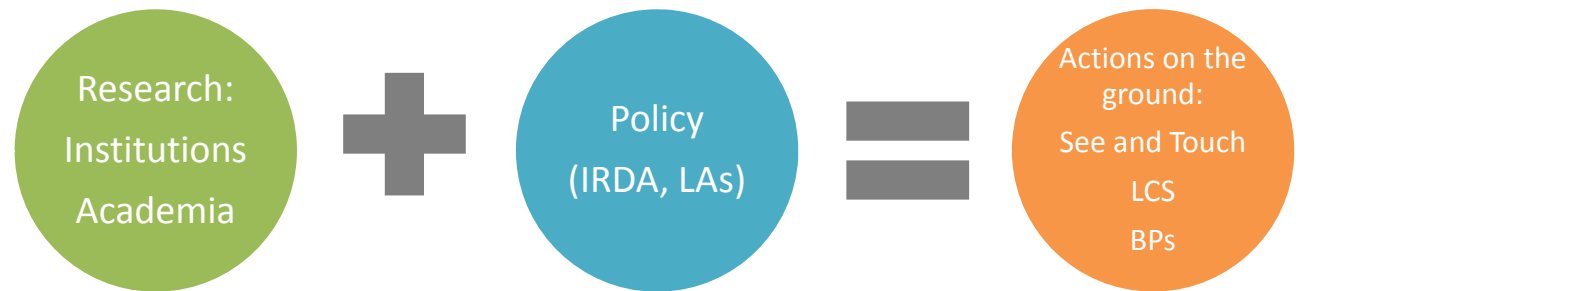 Research:
Institutions
Academia
Policy
(IRDA, LAs)
Actions on the
ground:
See and Touch
LCS
BPs